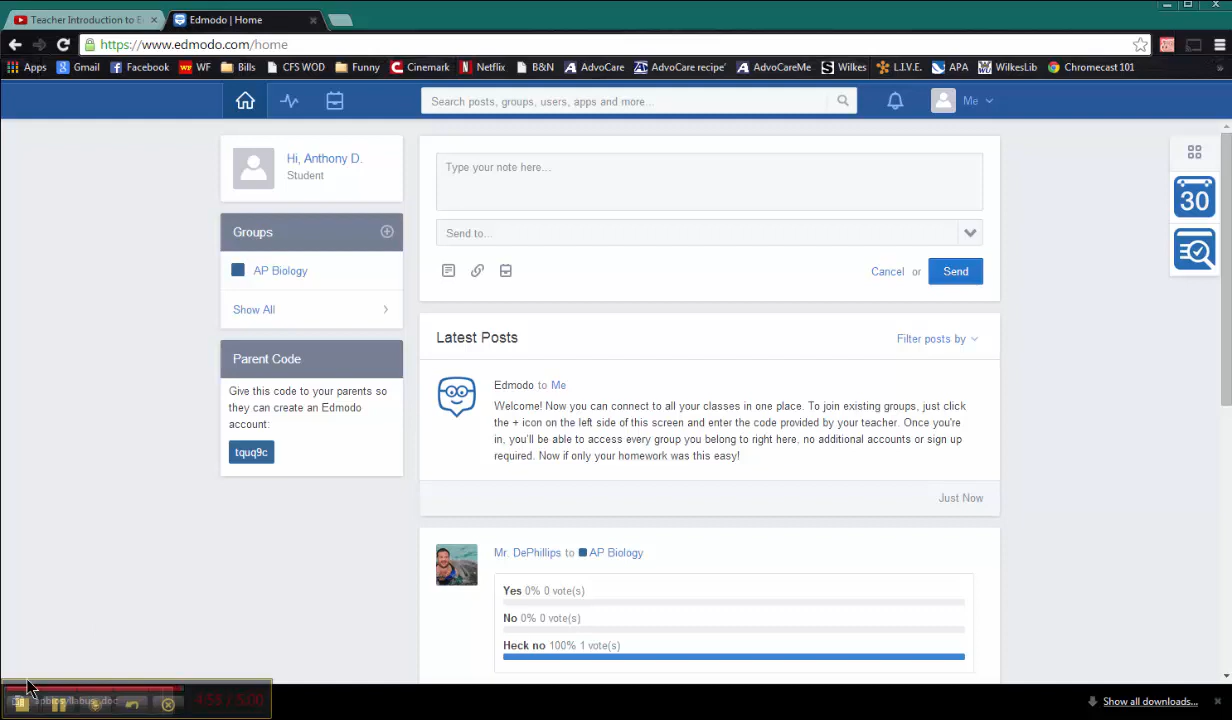 Teacher Introduction to E
Edmodo | Home
https://www.edmodo.com/home
Apps
Gmail
Facebook
WF
Bills
CFS WOD
Funny
Cinemark
Netflix
B&N
AdvoCare
AdvoCare recipe'
AdvoCareMe
Wilkes
L.I.V.E.
APA
WilkesLib
Chromecast 101
Search posts, groups, users, apps and more...
Me
Hi, Anthony D.
Student
Groups
AP Biology
Show All
Parent Code
Give this code to your parents so
they can create an Edmodo
account:
tquq9c
Type your note here...
Send to...
Cancel or Send
Latest Posts
Filter posts by
Edmodo to Me
Welcome! Now you can connect to all your classes in one place. To join existing groups, just click
the + icon on the left side of this screen and enter the code provided by your teacher. Once you're
in, you'll be able to access every group you belong to right here, no additional accounts or sign up
required. Now if only your homework was this easy!
Just Now
Mr. DePhillips to AP Biology
Yes 0% 0 vote(s)
No 0% 0 vote(s)
Heck no 100% 1 vote(s)
30
4:55 / 5:00
Show all downloads...